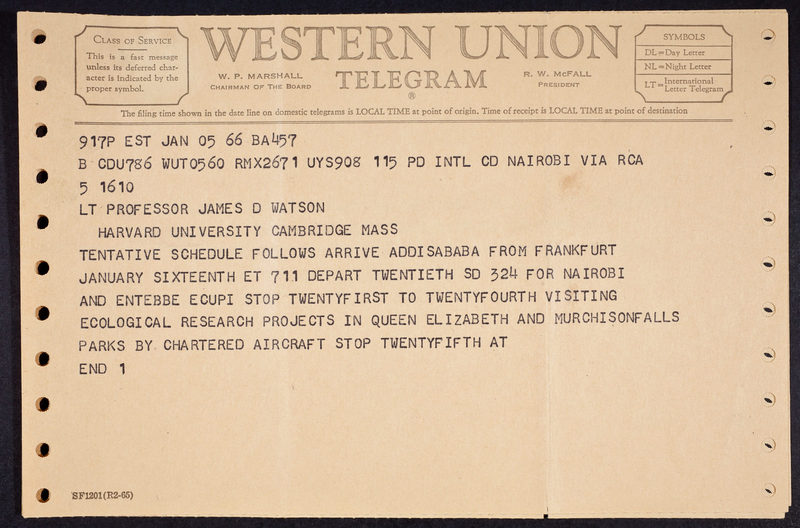 CLASS OF SERVICE
This is a fast message
unless its deferred char-
acter is indicated by the
proper symbol.
WESTERN UNION
TELEGRAM
®
W. P. MARSHALL
CHAIRMAN OF THE BOARD
R. W. McFALL
PRESIDENT
SYMBOLS
DL=Day Letter
NL=Night Letter
LT=International Letter Telegram
The filing time shown in the date line on domestic telegrams is LOCAL TIME at point of origin. Time of receipt is LOCAL TIME at point of destination
917P EST JAN 05 66 BA457
B CDU786 WUT0560 RMX2671 UYS908 115 PD INTL CD NAIROBI VIA RCA
5 1610
LT PROFESSOR JAMES D WATSON
HARVARD UNIVERSITY CAMBRIDGE MASS
TENTATIVE SCHEDULE FOLLOWS ARRIVE ADDISABABA FROM FRANKFURT
JANUARY SIXTEENTH ET 711 DEPART TWENTIETH SD 324 FOR NAIROBI
AND ENTEBBE ECUPI STOP TWENTYFIRST TO TWENTYFOURTH VISITING
ECOLOGICAL RESEARCH PROJECTS IN QUEEN ELIZABETH AND MURCHISONFALLS
PARKS BY CHARTERED AIRCRAFT STOP TWENTYFIFTH AT
END 1
SF1201(R2-65)